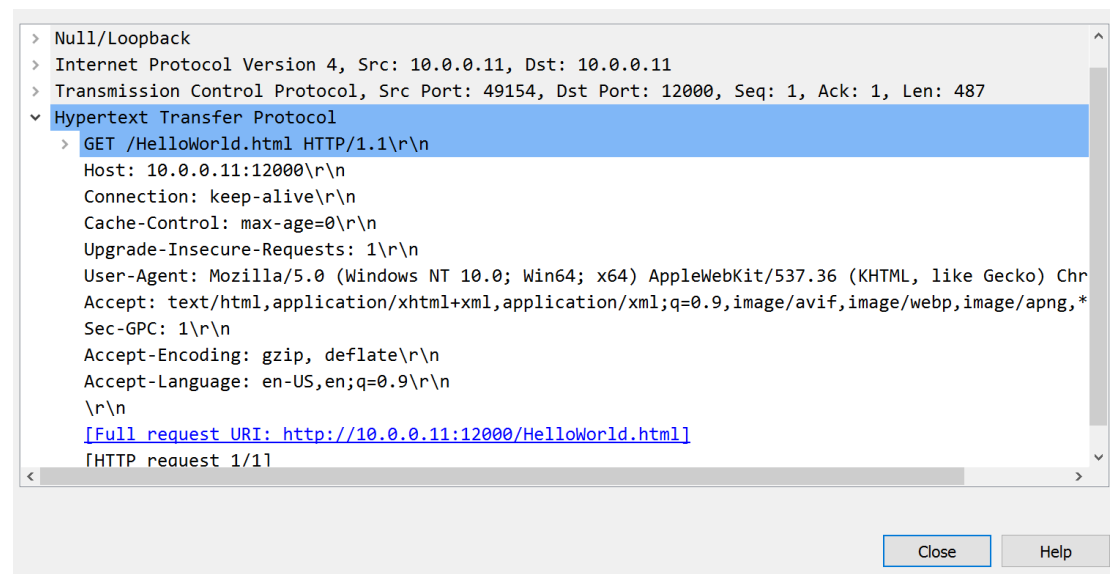 Null/Loopback
Internet Protocol Version 4, Src: 10.0.0.11, Dst: 10.0.0.11
Transmission Control Protocol, Src Port: 49154, Dst Port: 12000, Seq: 1, Ack: 1, Len: 487
Hypertext Transfer Protocol
GET /HelloWorld.html HTTP/1.1\r\n
Host: 10.0.0.11:12000\r\n
Connection: keep-alive\r\n
Cache-Control: max-age=0\r\n
Upgrade-Insecure-Requests: 1\r\n
User-Agent: Mozilla/5.0 (Windows NT 10.0; Win64; x64) AppleWebKit/537.36 (KHTML, like Gecko) Chr
Accept: text/html,application/xhtml+xml,application/xml;q=0.9,image/avif,image/webp,image/apng,*
Sec-GPC: 1\r\n
Accept-Encoding: gzip, deflate\r\n
Accept-Language: en-US,en;q=0.9\r\n
\r\n
[Full request URI: http://10.0.0.11:12000/HelloWorld.html]
[HTTP request 1/1]
Close Help